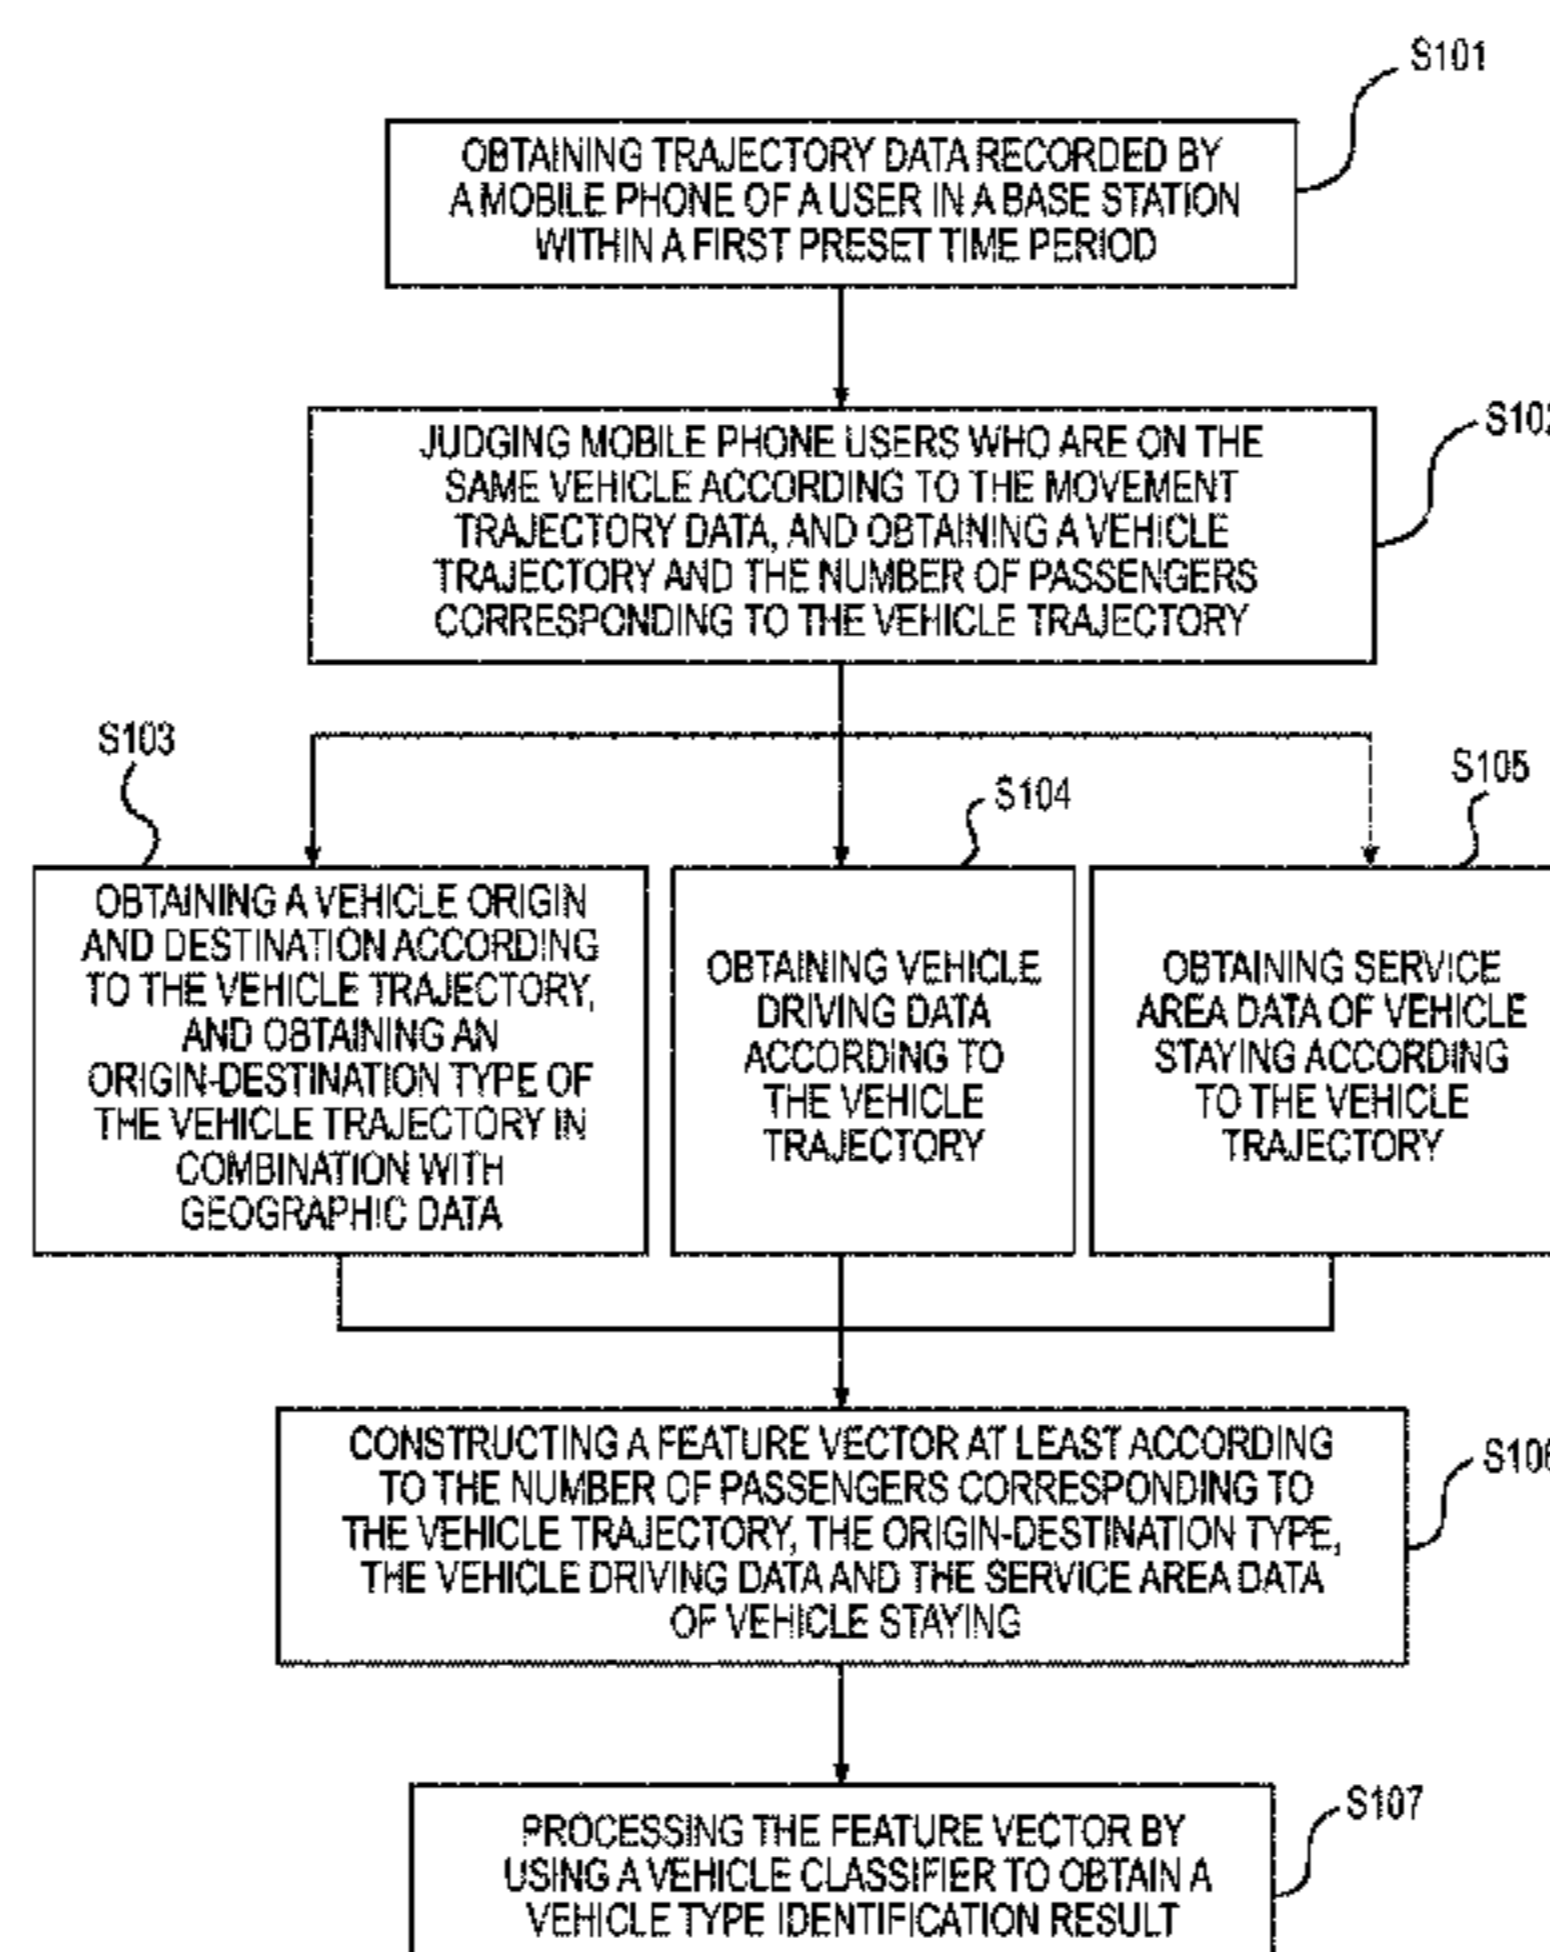 S101
OBTAINING TRAJECTORY DATA RECORDED BY
A MOBILE PHONE OF A USER IN A BASE STATION
WITHIN A FIRST PRESET TIME PERIOD
S102
JUDGING MOBILE PHONE USERS WHO ARE ON THE
SAME VEHICLE ACCORDING TO THE MOVEMENT
TRAJECTORY DATA, AND OBTAINING A VEHICLE
TRAJECTORY AND THE NUMBER OF PASSENGERS
CORRESPONDING TO THE VEHICLE TRAJECTORY
S103
OBTAINING A VEHICLE ORIGIN
AND DESTINATION ACCORDING
TO THE VEHICLE TRAJECTORY,
AND OBTAINING AN
ORIGIN-DESTINATION TYPE OF
THE VEHICLE TRAJECTORY IN
COMBINATION WITH
GEOGRAPHIC DATA
S104
OBTAINING VEHICLE
DRIVING DATA
ACCORDING TO
THE VEHICLE
TRAJECTORY
S105
OBTAINING SERVICE
AREA DATA OF VEHICLE
STAYING ACCORDING
TO THE VEHICLE
TRAJECTORY
S106
CONSTRUCTING A FEATURE VECTOR AT LEAST ACCORDING
TO THE NUMBER OF PASSENGERS CORRESPONDING TO
THE VEHICLE TRAJECTORY, THE ORIGIN-DESTINATION TYPE,
THE VEHICLE DRIVING DATA AND THE SERVICE AREA DATA
OF VEHICLE STAYING
S107
PROCESSING THE FEATURE VECTOR BY
USING A VEHICLE CLASSIFIER TO OBTAIN A
VEHICLE TYPE IDENTIFICATION RESULT